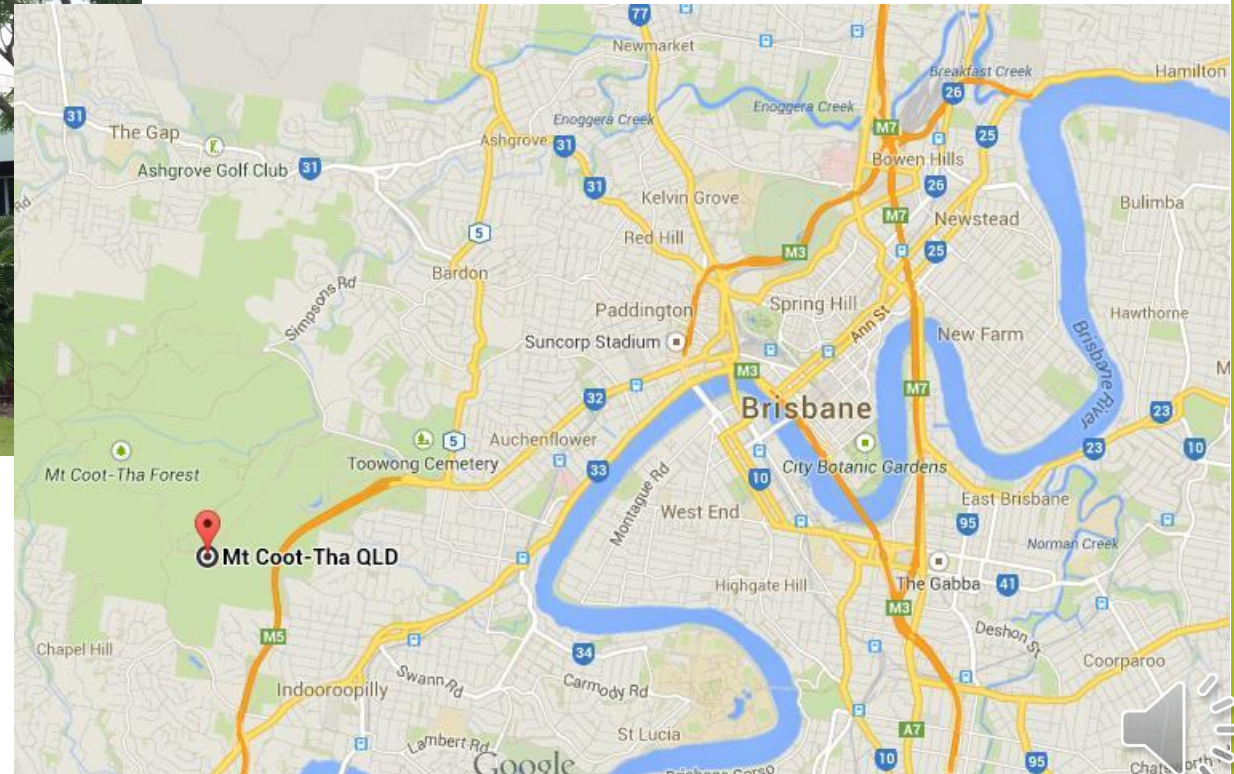 77
Newmarket
Breakfast Creek
Hamilton
26
Enoggera Creek
31
Enoggera Creek
The Gap
M7
25
Ashgrove
31
Ashgrove Golf Club
31
Bowen Hills
31
26
Kelvin Grove
Bulimba
Rd
M7
Newstead
5
Red Hill
25
M3
Bardon
Simpsons Rd
Paddington
Spring Hill
Hawthorne
Ann St
Suncorp Stadium
New Farm
Brisbane River
M3
M
M7
32
Brisbane
23
5
Auchenflower
10
23
Toowong Cemetery
33
City Botanic Gardens
Mt Coot-Tha Forest
10
Montague Rd
West End
East Brisbane
95
Norman Creek
Mt Coot-Tha QLD
Highgate Hill
The Gabba
41
M3
M5
Deshon St
Chapel Hill
34
Coorparoo
Indooroopilly
Swann Rd
Carmody Rd
A7
St Lucia
Lambert Rd
Google
10
95